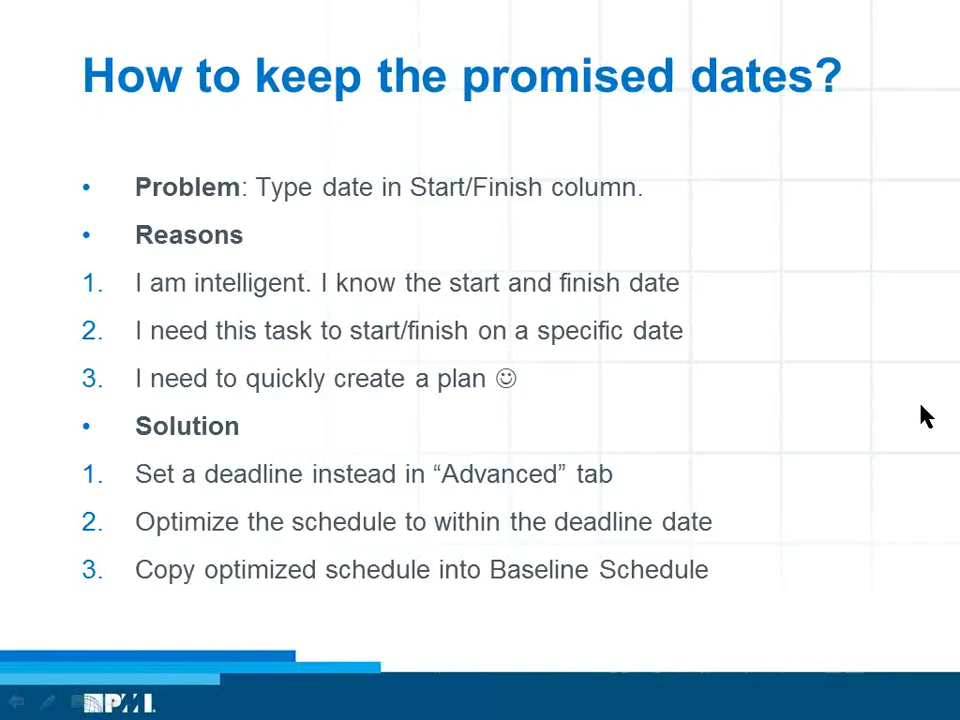 How to keep the promised dates?
• Problem: Type date in Start/Finish column.
• Reasons
1. I am intelligent. I know the start and finish date
2. I need this task to start/finish on a specific date
3. I need to quickly create a plan ☺
• Solution
1. Set a deadline instead in “Advanced” tab
2. Optimize the schedule to within the deadline date
3. Copy optimized schedule into Baseline Schedule
PMI